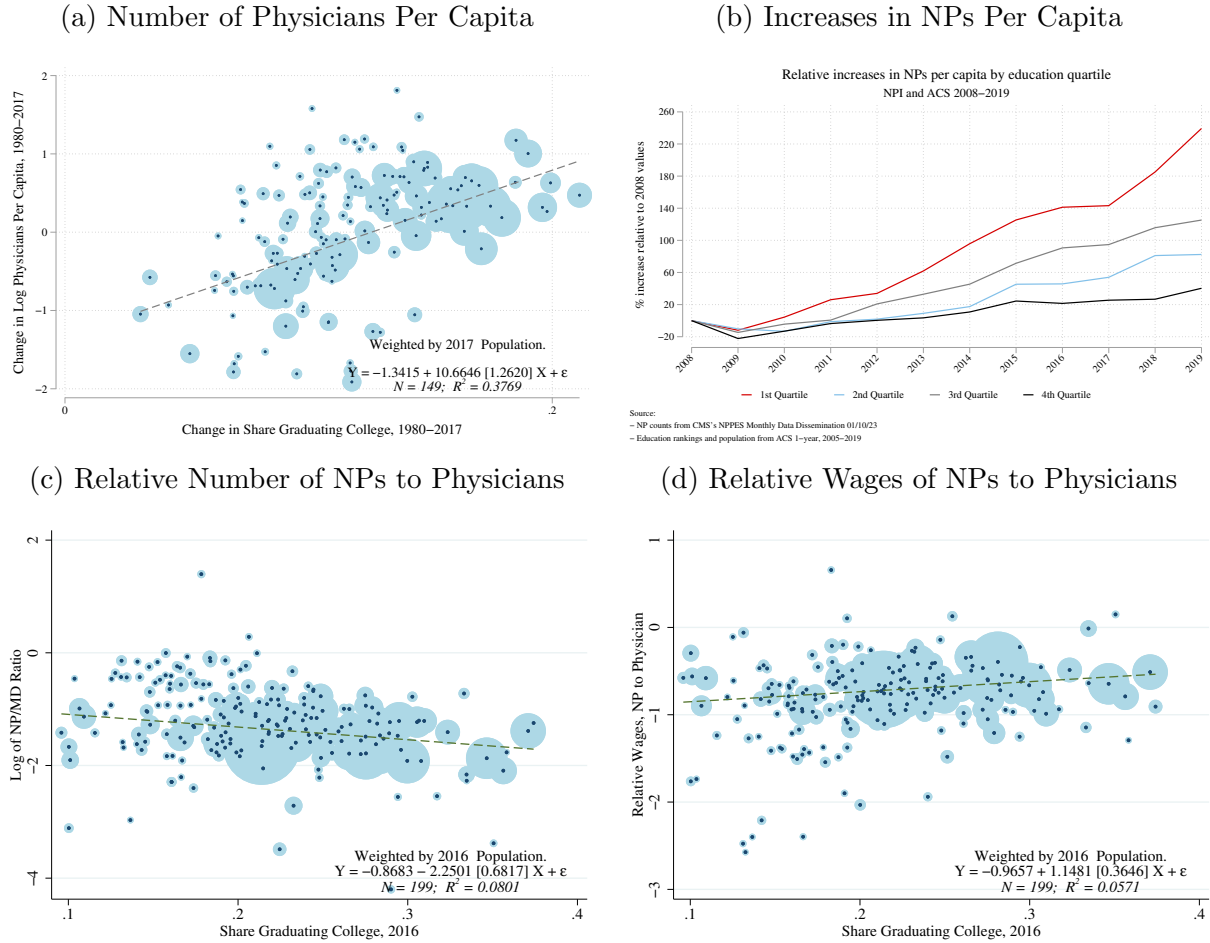 (a) Number of Physicians Per Capita
Change in Log Physicians Per Capita, 1980−2017
2
1
0
−1
−2
Weighted by 2017 Population.
Y = −1.3415 + 10.6646 [1.2620] X + ε
N = 149; R² = 0.3769
0
.2
Change in Share Graduating College, 1980−2017
(b) Increases in NPs Per Capita
Relative increases in NPs per capita by education quartile
NPI and ACS 2008−2019
% increase relative to 2008 values
260
220
180
140
100
60
20
−20
2008
2009
2010
2011
2012
2013
2014
2015
2016
2017
2018
2019
1st Quartile
2nd Quartile
3rd Quartile
4th Quartile
Source:
− NP counts from CMS's NPPES Monthly Data Dissemination 01/10/23
− Education rankings and population from ACS 1−year, 2005−2019
(c) Relative Number of NPs to Physicians
Log of NP/MD Ratio
2
0
−2
−4
Weighted by 2016 Population.
Y = −0.8683 − 2.2501 [0.6817] X + ε
N = 199; R² = 0.0801
.1
.2
.3
.4
Share Graduating College, 2016
(d) Relative Wages of NPs to Physicians
Relative Wages, NP to Physician
1
0
−1
−2
−3
Weighted by 2016 Population.
Y = −0.9657 + 1.1481 [0.3646] X + ε
N = 199; R² = 0.0571
.1
.2
.3
.4
Share Graduating College, 2016